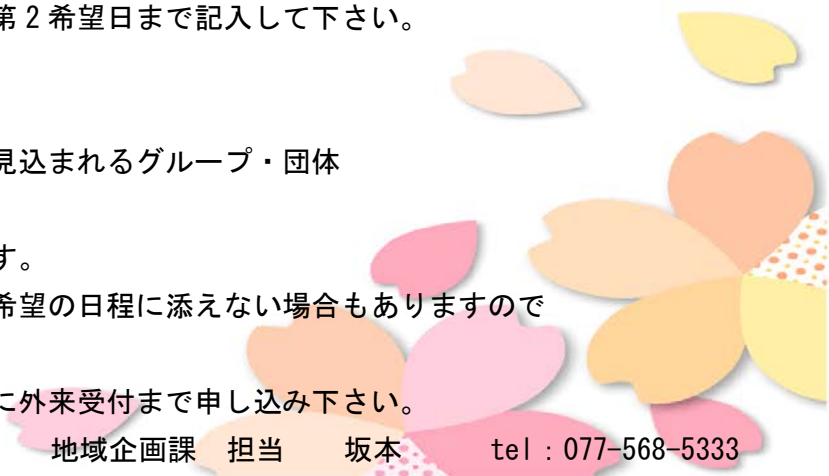 第２希望日まで記入して下さい。
見込まれるグループ・団体
す。
希望の日程に添えない場合もありますので
に外来受付まで申し込み下さい。
地域企画課　担当　　坂本　　　tel：077-568-5333